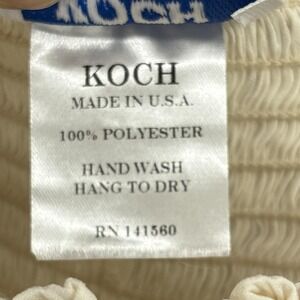 KOCH
KOCH
MADE IN U.S.A.
100% POLYESTER
HAND WASH
HANG TO DRY
RN 141560